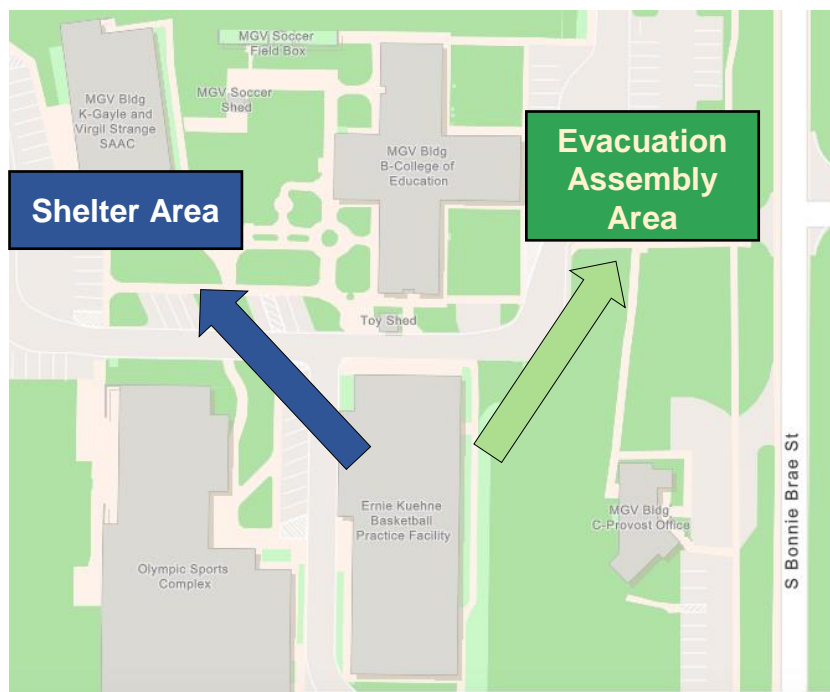 MGV Soccer
Field Box
MGV Bldg
K-Gayle and
Virgil Strange
SAAC
MGV Soccer
Shed
MGV Bldg
B-College of
Education
Evacuation
Assembly
Area
Shelter Area
Toy Shed
S Bonnie Brae St
Ernie Kuehne
Basketball
Practice Facility
MGV Bldg
C-Provost Office
Olympic Sports
Complex